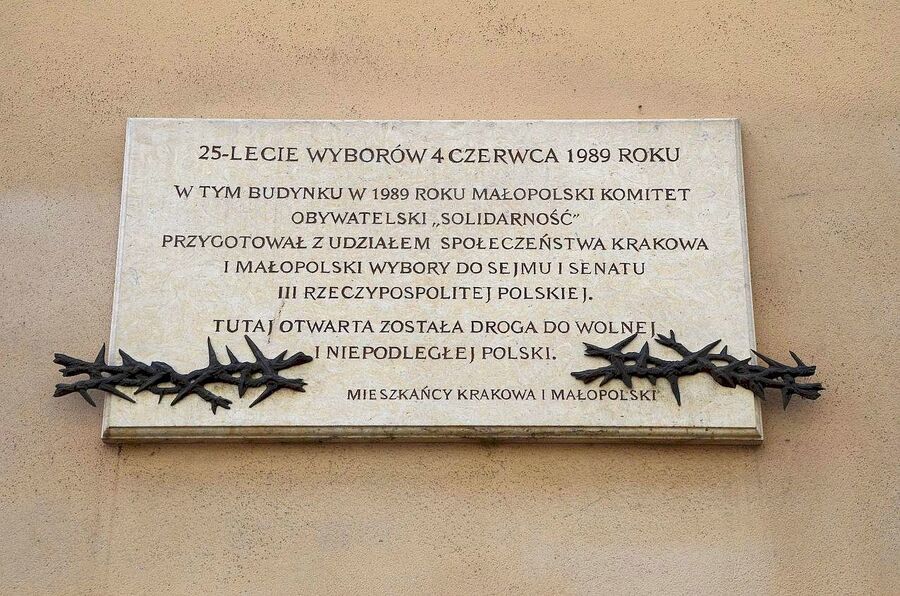 25-LECIE WYBORÓW 4 CZERWCA 1989 ROKU
W TYM BUDYNKU W 1989 ROKU MAŁOPOLSKI KOMITET
OBYWATELSKI „SOLIDARNOŚĆ”
PRZYGOTOWAŁ Z UDZIAŁEM SPOŁECZEŃSTWA KRAKOWA
I MAŁOPOLSKI WYBORY DO SEJMU I SENATU
III RZECZYPOSPOLITEJ POLSKIEJ.
TUTAJ OTWARTA ZOSTAŁA DROGA DO WOLNEJ
I NIEPODLEGŁEJ POLSKI.
MIESZKAŃCY KRAKOWA I MAŁOPOLSKI